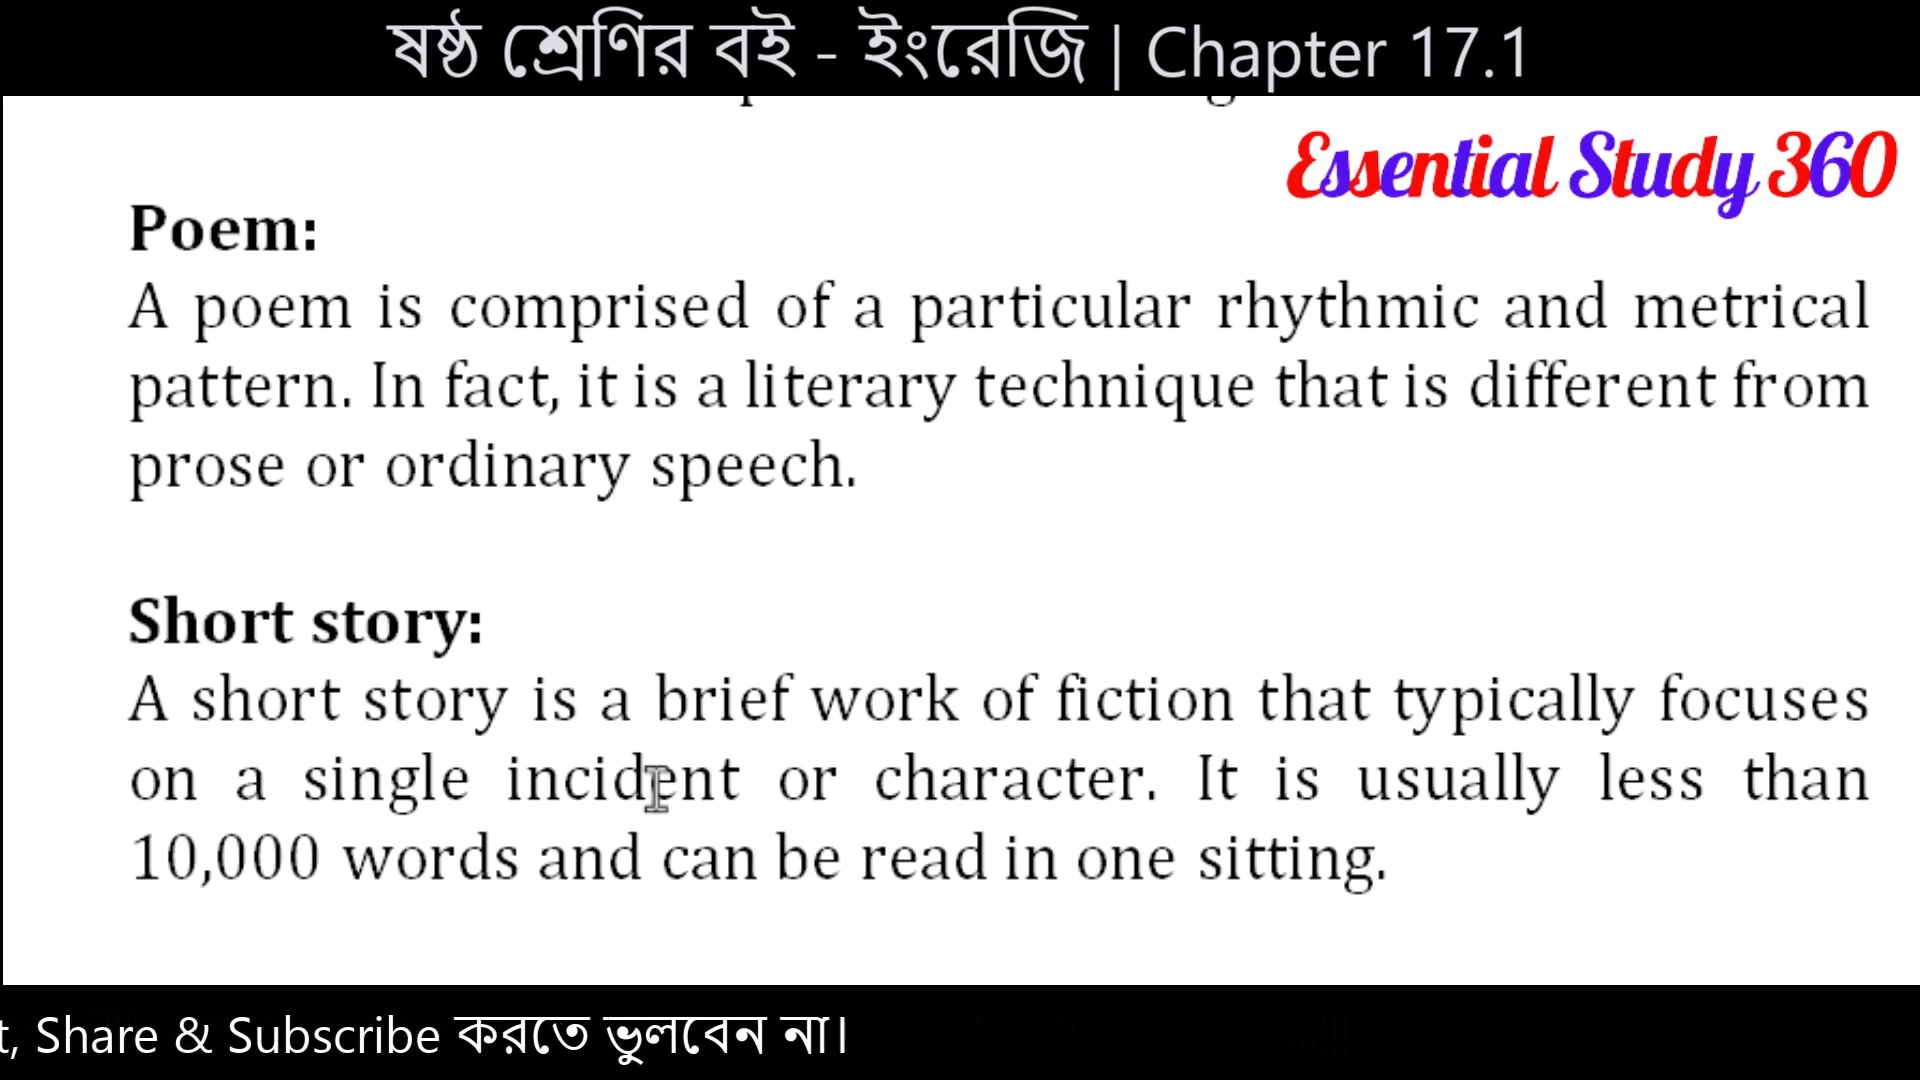 ষষ্ঠ শ্রেণির বই - ইংরেজি | Chapter 17.1
Essential Study 360
Poem:
A poem is comprised of a particular rhythmic and metrical
pattern. In fact, it is a literary technique that is different from
prose or ordinary speech.
Short story:
A short story is a brief work of fiction that typically focuses
on a single incident or character. It is usually less than
10,000 words and can be read in one sitting.
Share & Subscribe করতে ভুলবেন না।